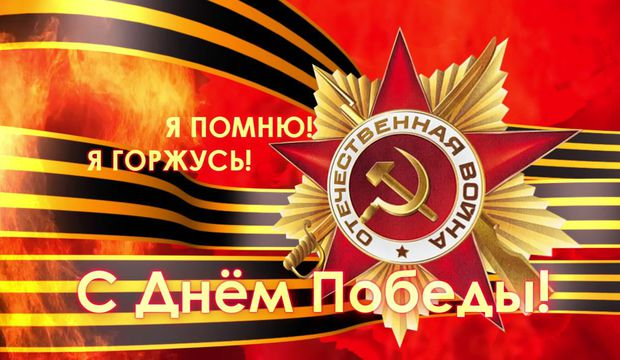 Я ПОМНЮ!
Я ГОРЖУСЬ!
ОТЕЧЕСТВЕННАЯ ВОЙНА
С Днём Победы!